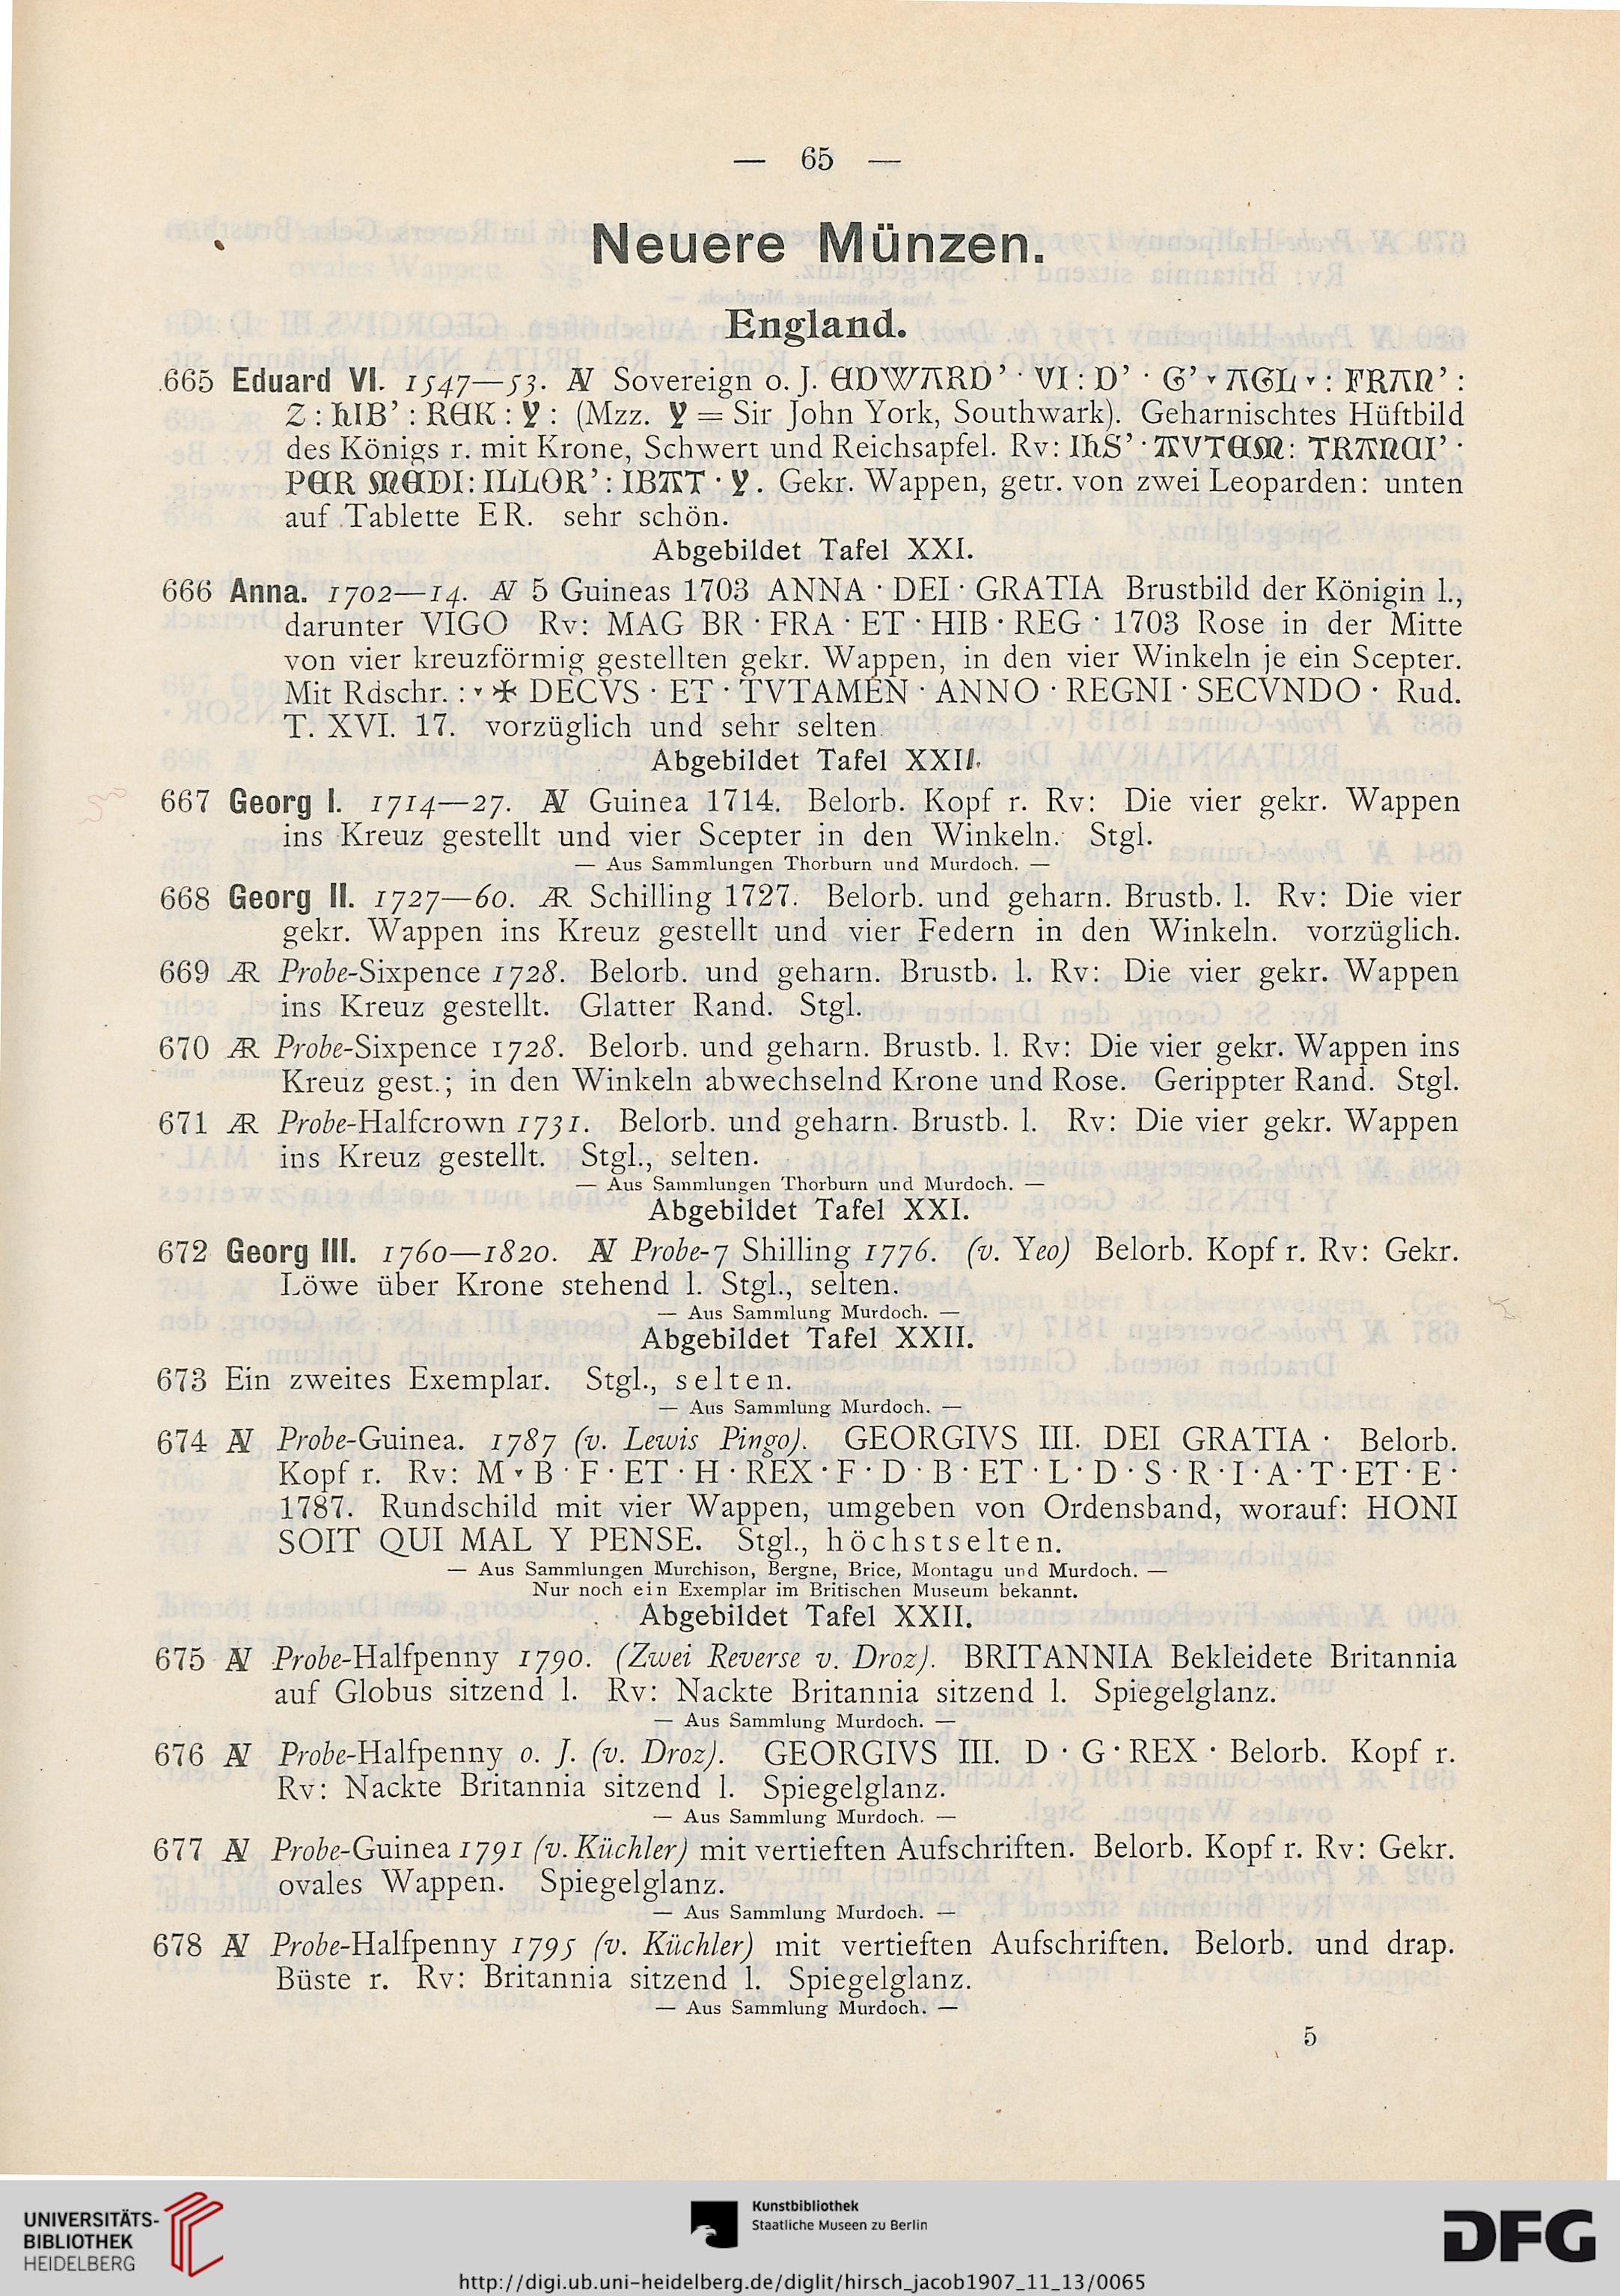 — 65 —
Neuere Münzen.
England.
665 Eduard VI. 1547—53. AV Sovereign o. J. EDWARD’ · VI : D’ · G’ ▾ AGL ▾ : FRAN’ :
Z : hIB’ : REX : Y : (Mzz. Y = Sir John York, Southwark). Geharnischtes Hüftbild
des Königs r. mit Krone, Schwert und Reichsapfel. Rv: IhS’ · AVTEM : TRANCI’ ·
PER MEDI : ILLOR’ : IBAT · Y. Gekr. Wappen, getr. von zwei Leoparden: unten
auf Tablette ER. sehr schön.
Abgebildet Tafel XXI.
666 Anna. 1702—14. AV 5 Guineas 1703 ANNA · DEI · GRATIA Brustbild der Königin l.,
darunter VIGO Rv: MAG BR · FRA · ET · HIB · REG · 1703 Rose in der Mitte
von vier kreuzförmig gestellten gekr. Wappen, in den vier Winkeln je ein Scepter.
Mit Rdschr. : ▾ ✠ DECVS · ET · TVTAMEN · ANNO · REGNI · SECVNDO · Rud.
T. XVI. 17. vorzüglich und sehr selten
Abgebildet Tafel XXII.
667 Georg I. 1714—27. AV Guinea 1714. Belorb. Kopf r. Rv: Die vier gekr. Wappen
ins Kreuz gestellt und vier Scepter in den Winkeln. Stgl.
— Aus Sammlungen Thorburn und Murdoch. —
668 Georg II. 1727—60. AR Schilling 1727. Belorb. und geharn. Brustb. l. Rv: Die vier
gekr. Wappen ins Kreuz gestellt und vier Federn in den Winkeln. vorzüglich.
669 AR Probe-Sixpence 1728. Belorb. und geharn. Brustb. l. Rv: Die vier gekr. Wappen
ins Kreuz gestellt. Glatter Rand. Stgl.
670 AR Probe-Sixpence 1728. Belorb. und geharn. Brustb. l. Rv: Die vier gekr. Wappen ins
Kreuz gest.; in den Winkeln abwechselnd Krone und Rose. Gerippter Rand. Stgl.
671 AR Probe-Halfcrown 1731. Belorb. und geharn. Brustb. l. Rv: Die vier gekr. Wappen
ins Kreuz gestellt. Stgl., selten.
— Aus Sammlungen Thorburn und Murdoch. —
Abgebildet Tafel XXI.
672 Georg III. 1760—1820. AV Probe-7 Shilling 1776. (v. Yeo) Belorb. Kopf r. Rv: Gekr.
Löwe über Krone stehend l. Stgl., selten.
— Aus Sammlung Murdoch. —
Abgebildet Tafel XXII.
673 Ein zweites Exemplar. Stgl., selten.
— Aus Sammlung Murdoch. —
674 AV Probe-Guinea. 1787 (v. Lewis Pingo). GEORGIVS III. DEI GRATIA · Belorb.
Kopf r. Rv: M ▾ B · F · ET · H · REX · F · D · B · ET · L · D · S · R · I · A · T · ET · E ·
1787. Rundschild mit vier Wappen, umgeben von Ordensband, worauf: HONI
SOIT QUI MAL Y PENSE. Stgl., höchstselten.
— Aus Sammlungen Murchison, Bergne, Brice, Montagu und Murdoch. —
Nur noch ein Exemplar im Britischen Museum bekannt.
Abgebildet Tafel XXII.
675 AV Probe-Halfpenny 1790. (Zwei Reverse v. Droz). BRITANNIA Bekleidete Britannia
auf Globus sitzend l. Rv: Nackte Britannia sitzend l. Spiegelglanz.
— Aus Sammlung Murdoch. —
676 AV Probe-Halfpenny o. J. (v. Droz). GEORGIVS III. D · G · REX · Belorb. Kopf r.
Rv: Nackte Britannia sitzend l. Spiegelglanz.
— Aus Sammlung Murdoch. —
677 AV Probe-Guinea 1791 (v. Küchler) mit vertieften Aufschriften. Belorb. Kopf r. Rv: Gekr.
ovales Wappen. Spiegelglanz.
— Aus Sammlung Murdoch. —
678 AV Probe-Halfpenny 1795 (v. Küchler) mit vertieften Aufschriften. Belorb. und drap.
Büste r. Rv: Britannia sitzend l. Spiegelglanz.
— Aus Sammlung Murdoch. —
5
UNIVERSITÄTS-
BIBLIOTHEK
HEIDELBERG
Kunstbibliothek
Staatliche Museen zu Berlin
DFG
http://digi.ub.uni-heidelberg.de/diglit/hirsch_jacob1907_11_13/0065